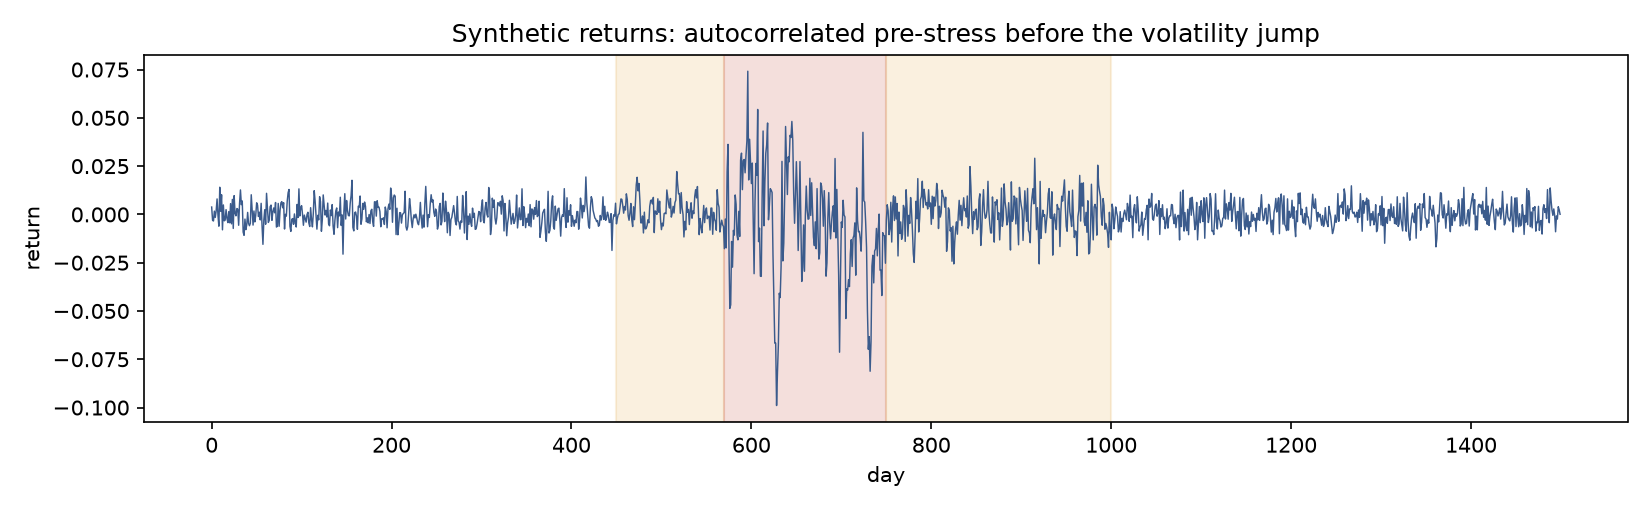 Synthetic returns: autocorrelated pre-stress before the volatility jump
0.075
0.050
0.025
0.000
−0.025
−0.050
−0.075
−0.100
return
0 200 400 600 800 1000 1200 1400
day